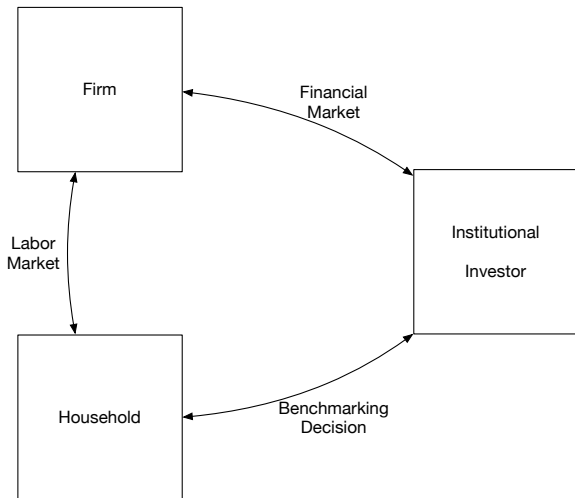 Firm
Financial
Market
Labor
Market
Institutional
Investor
Household
Benchmarking
Decision